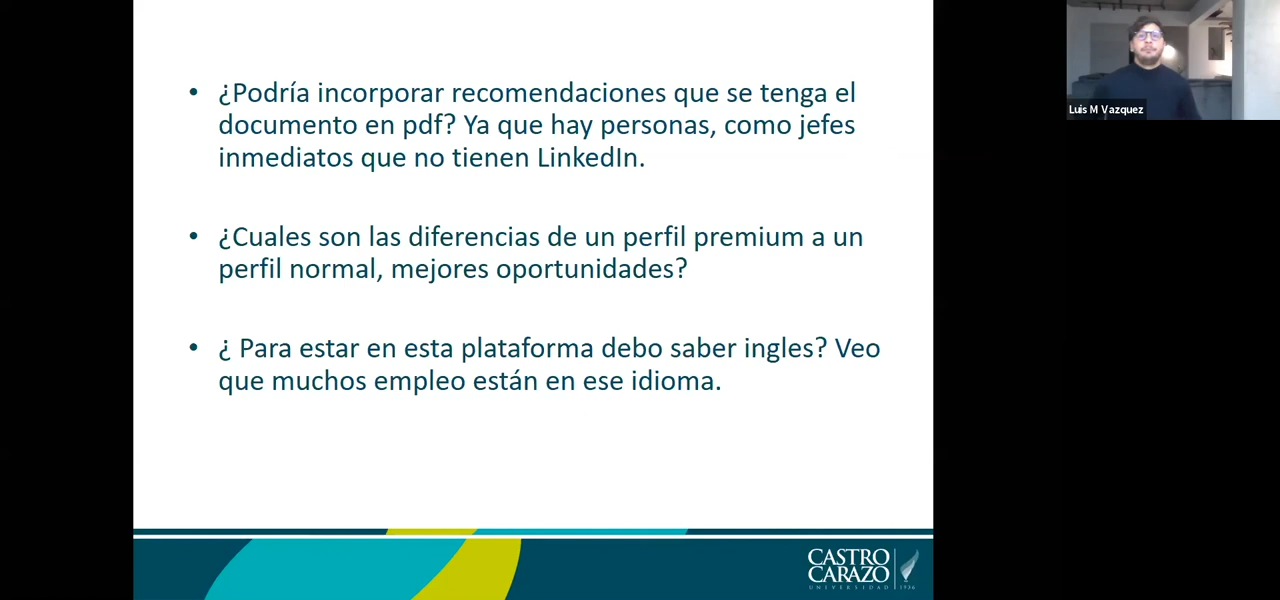 • ¿Podría incorporar recomendaciones que se tenga el
documento en pdf? Ya que hay personas, como jefes
inmediatos que no tienen LinkedIn.
• ¿Cuales son las diferencias de un perfil premium a un
perfil normal, mejores oportunidades?
• ¿ Para estar en esta plataforma debo saber ingles? Veo
que muchos empleo están en ese idioma.
Luis M Vazquez
CASTRO
CARAZO
UNIVERSIDAD 1936